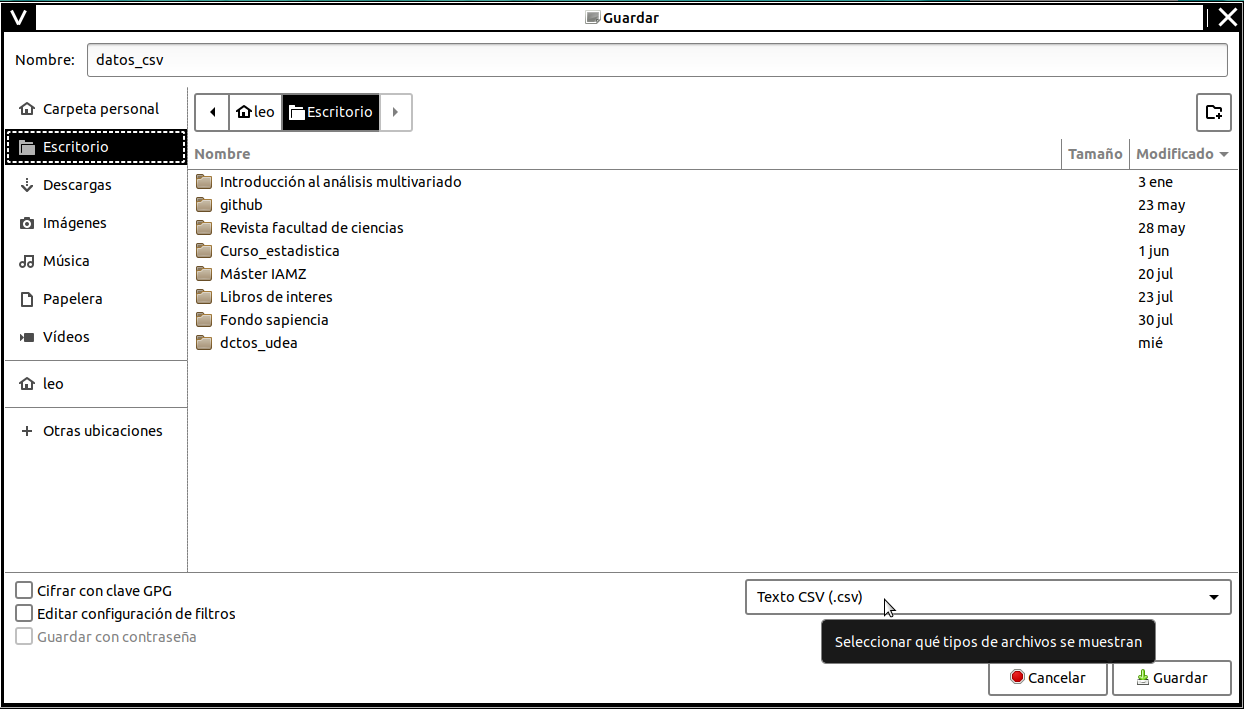 Guardar
Nombre: datos_csv
Carpeta personal
Escritorio
Descargas
Imágenes
Música
Papelera
Vídeos
leo
Otras ubicaciones
leo Escritorio
Nombre Tamaño Modificado
Introducción al análisis multivariado 3 ene
github 23 may
Revista facultad de ciencias 28 may
Curso_estadistica 1 jun
Máster IAMZ 20 jul
Libros de interes 23 jul
Fondo sapiencia 30 jul
dctos_udea mié
Cifrar con clave GPG
Editar configuración de filtros
Guardar con contraseña
Texto CSV (.csv)
Seleccionar qué tipos de archivos se muestran
Cancelar Guardar